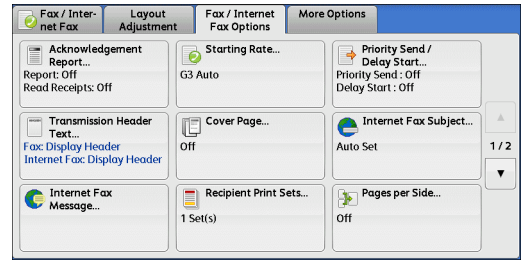 Fax / Inter-
net Fax
Layout
Adjustment
Fax / Internet
Fax Options
More Options
Acknowledgement
Report...
Report: Off
Read Receipts: Off
Starting Rate...
G3 Auto
Priority Send /
Delay Start...
Priority Send : Off
Delay Start : Off
Transmission Header
Text...
Fax: Display Header
Internet Fax: Display Header
Cover Page...
Off
Internet Fax Subject...
Auto Set
1 / 2
Internet Fax
Message...
Recipient Print Sets...
1 Set(s)
Pages per Side...
Off